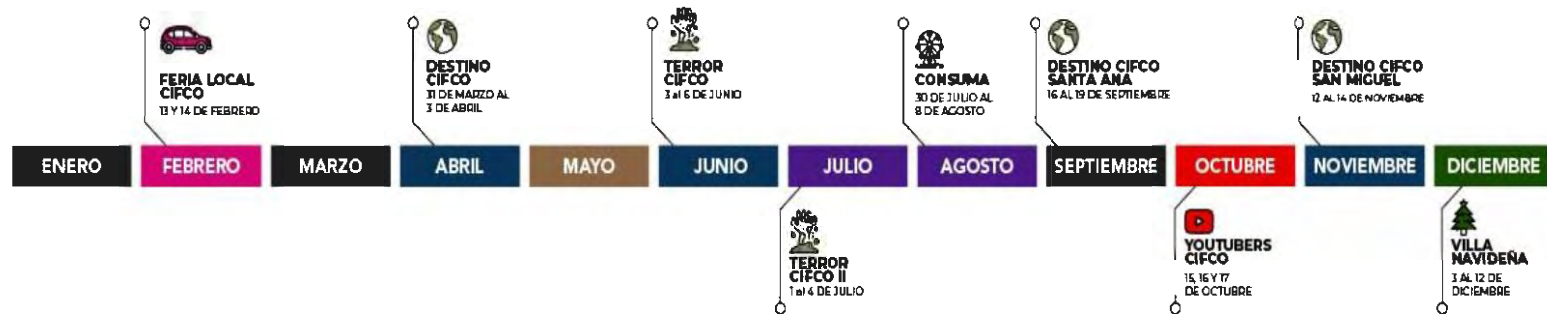 FERIA LOCAL
CIFCO
13 Y 14 DE FEBRERO
DESTINO
CIFCO
31 DE MARZO AL
3 DE ABRIL
TERROR
CIFCO
3 al 6 DE JUNIO
CONSUMA
30 DE JULIO AL
8 DE AGOSTO
DESTINO CIFCO
SANTA ANA
16 AL 19 DE SEPTIEMBRE
DESTINO CIFCO
SAN MIGUEL
12 AL 14 DE NOVIEMBRE
ENERO
FEBRERO
MARZO
ABRIL
MAYO
JUNIO
JULIO
AGOSTO
SEPTIEMBRE
OCTUBRE
NOVIEMBRE
DICIEMBRE
TERROR
CIFCO II
1 al 4 DE JULIO
YOUTUBERS
CIFCO
15, 16 Y 17
DE OCTUBRE
VILLA
NAVIDEÑA
3 AL 12 DE
DICIEMBRE